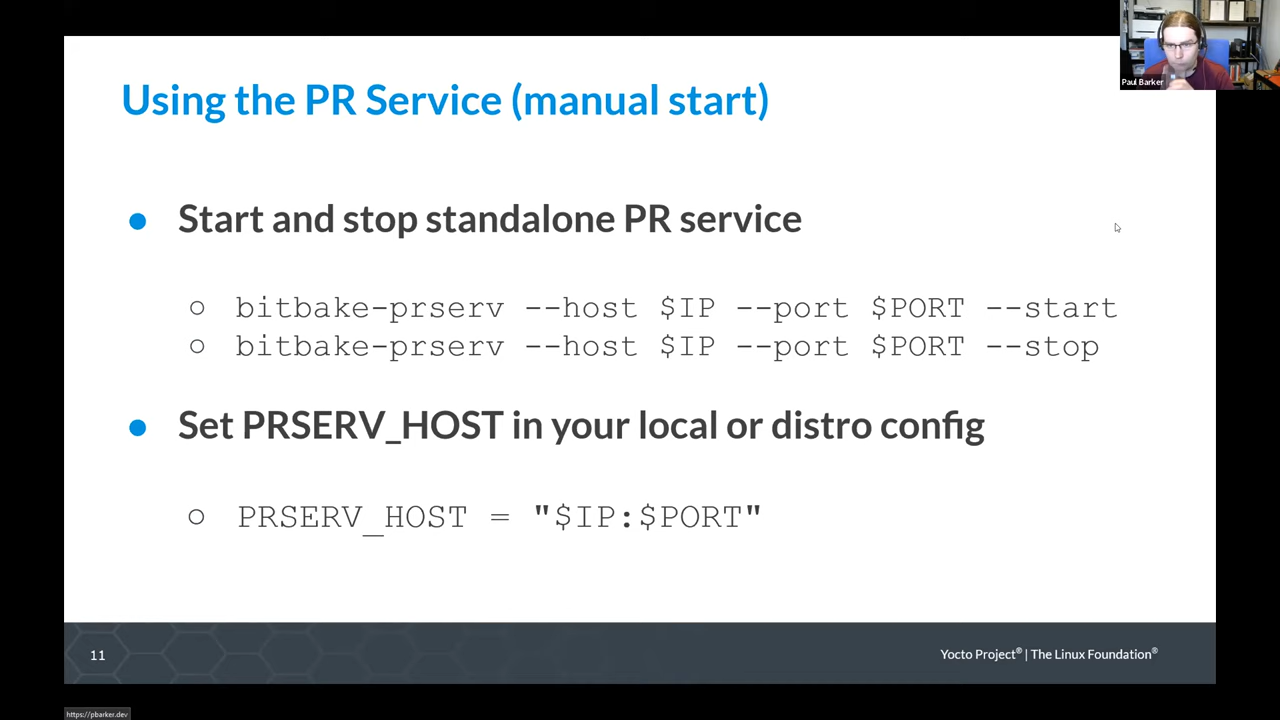 Paul Barker
Using the PR Service (manual start)
● Start and stop standalone PR service
○ bitbake-prserv --host $IP --port $PORT --start
○ bitbake-prserv --host $IP --port $PORT --stop
● Set PRSERV_HOST in your local or distro config
○ PRSERV_HOST = "$IP:$PORT"
11
Yocto Project® | The Linux Foundation®
https://pbarker.dev